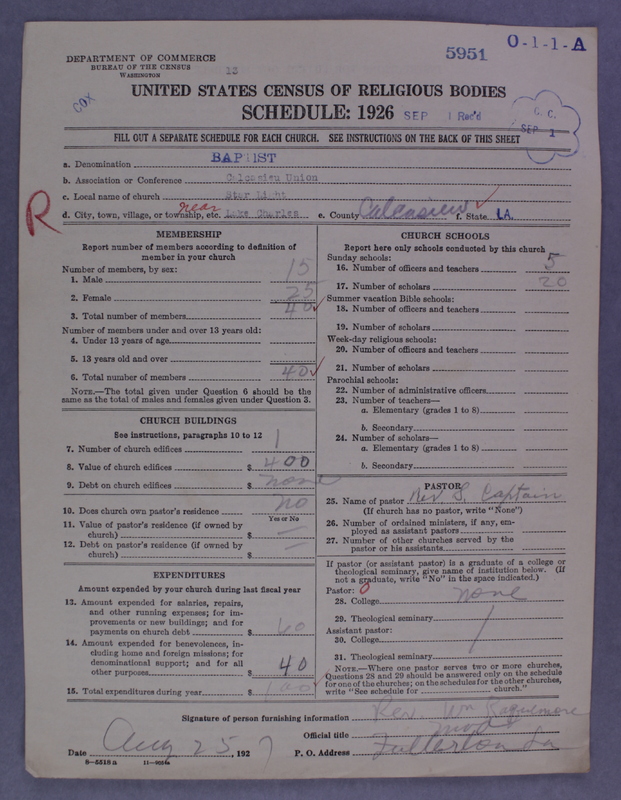 DEPARTMENT OF COMMERCE
BUREAU OF THE CENSUS
WASHINGTON
13
5951
O-1-1-A
COX
UNITED STATES CENSUS OF RELIGIOUS BODIES
SCHEDULE: 1926
SEP 1 Rec'd
G. C.
SEP 1
FILL OUT A SEPARATE SCHEDULE FOR EACH CHURCH. SEE INSTRUCTIONS ON THE BACK OF THIS SHEET
a. Denomination BAPTIST
b. Association or Conference Calcasieu Union
c. Local name of church Star Light
R
d. City, town, village, or township, etc. near Lake Charles e. County Calcasieu f. State LA.
MEMBERSHIP
Report number of members according to definition of member in your church
Number of members, by sex:
1. Male 15
2. Female 25
3. Total number of members 40
Number of members under and over 13 years old:
4. Under 13 years of age
5. 13 years old and over
6. Total number of members 40
NOTE.—The total given under Question 6 should be the
same as the total of males and females given under Question 3.
CHURCH BUILDINGS
See instructions, paragraphs 10 to 12
7. Number of church edifices 1
8. Value of church edifices $ 400
9. Debt on church edifices $ none
10. Does church own pastor's residence no
Yes or No
11. Value of pastor's residence (if owned by
church) $ —
12. Debt on pastor's residence (if owned by
church) $ —
EXPENDITURES
Amount expended by your church during last fiscal year
13. Amount expended for salaries, repairs,
and other running expenses; for im-
provements or new buildings; and for
payments on church debt $ 60
14. Amount expended for benevolences, in-
cluding home and foreign missions; for
denominational support; and for all
other purposes $ 40
15. Total expenditures during year $ 100
CHURCH SCHOOLS
Report here only schools conducted by this church
Sunday schools:
16. Number of officers and teachers 5
17. Number of scholars 20
Summer vacation Bible schools:
18. Number of officers and teachers
19. Number of scholars
Week-day religious schools:
20. Number of officers and teachers
21. Number of scholars
Parochial schools:
22. Number of administrative officers
23. Number of teachers—
a. Elementary (grades 1 to 8)
b. Secondary
24. Number of scholars—
a. Elementary (grades 1 to 8)
b. Secondary
PASTOR
25. Name of pastor Rev S. Captain
(If church has no pastor, write "None")
26. Number of ordained ministers, if any, em-
ployed as assistant pastors
27. Number of other churches served by the
pastor or his assistants
If pastor (or assistant pastor) is a graduate of a college or
theological seminary, give name of institution below. (If
not a graduate, write "No" in the space indicated.)
Pastor: 0
28. College none
29. Theological seminary
Assistant pastor:
30. College
31. Theological seminary
NOTE.—Where one pastor serves two or more churches,
Questions 28 and 29 should be answered only on the schedule
for one of the churches; on the schedules for the other churches,
write "See schedule for church."
Signature of person furnishing information Rev. Wm
Official title Mod
Date Aug 25, 1927 P. O. Address Fullerton La
8-5518a